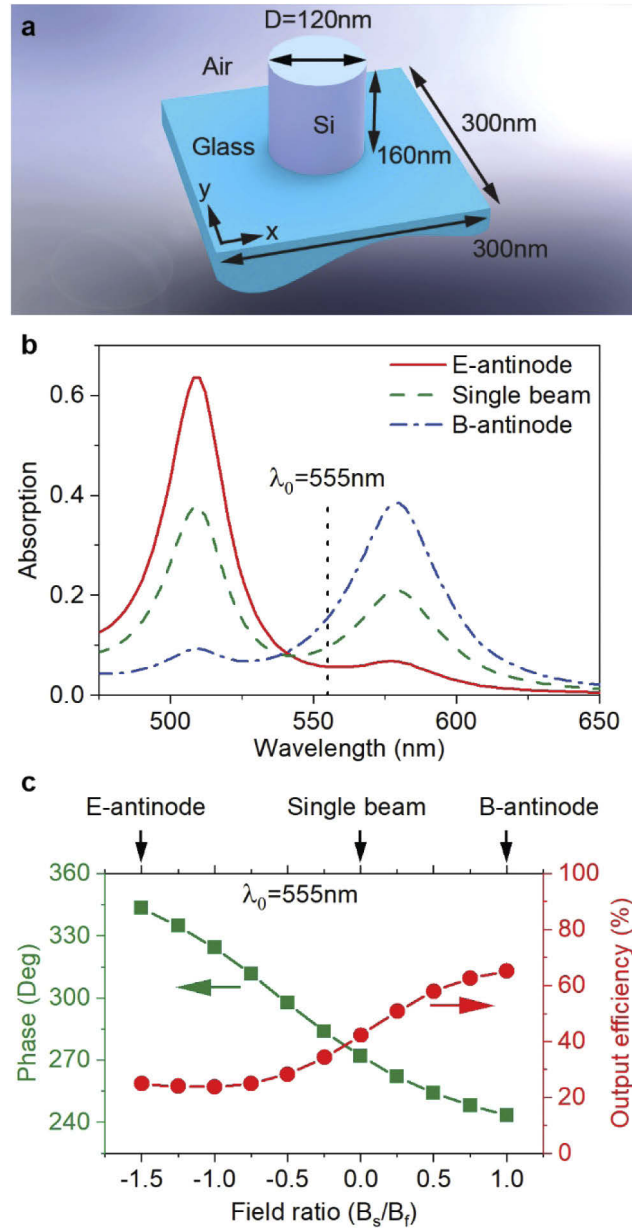 a
D=120nm
Air
Si
300nm
Glass
160nm
y
x
300nm
b
E-antinode
Single beam
B-antinode
λ₀=555nm
Absorption
0.6
0.4
0.2
0.0
500
550
600
650
Wavelength (nm)
c
E-antinode Single beam B-antinode
λ₀=555nm
Phase (Deg)
360
330
300
270
240
Output efficiency (%)
100
80
60
40
20
0
-1.5 -1.0 -0.5 0.0 0.5 1.0
Field ratio (Bₛ/B_f)